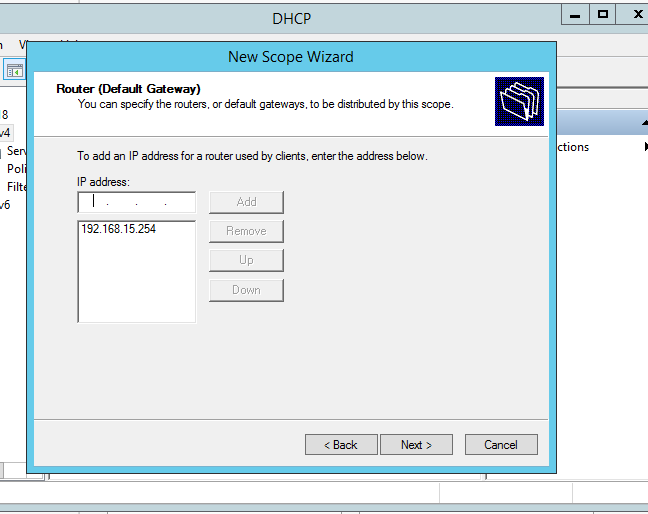 DHCP
New Scope Wizard
Router (Default Gateway)
You can specify the routers, or default gateways, to be distributed by this scope.
8
v4
Serv
Poli
Filte
v6
ctions
To add an IP address for a router used by clients, enter the address below.
IP address:
. . .
Add
192.168.15.254
Remove
Up
Down
< Back
Next >
Cancel